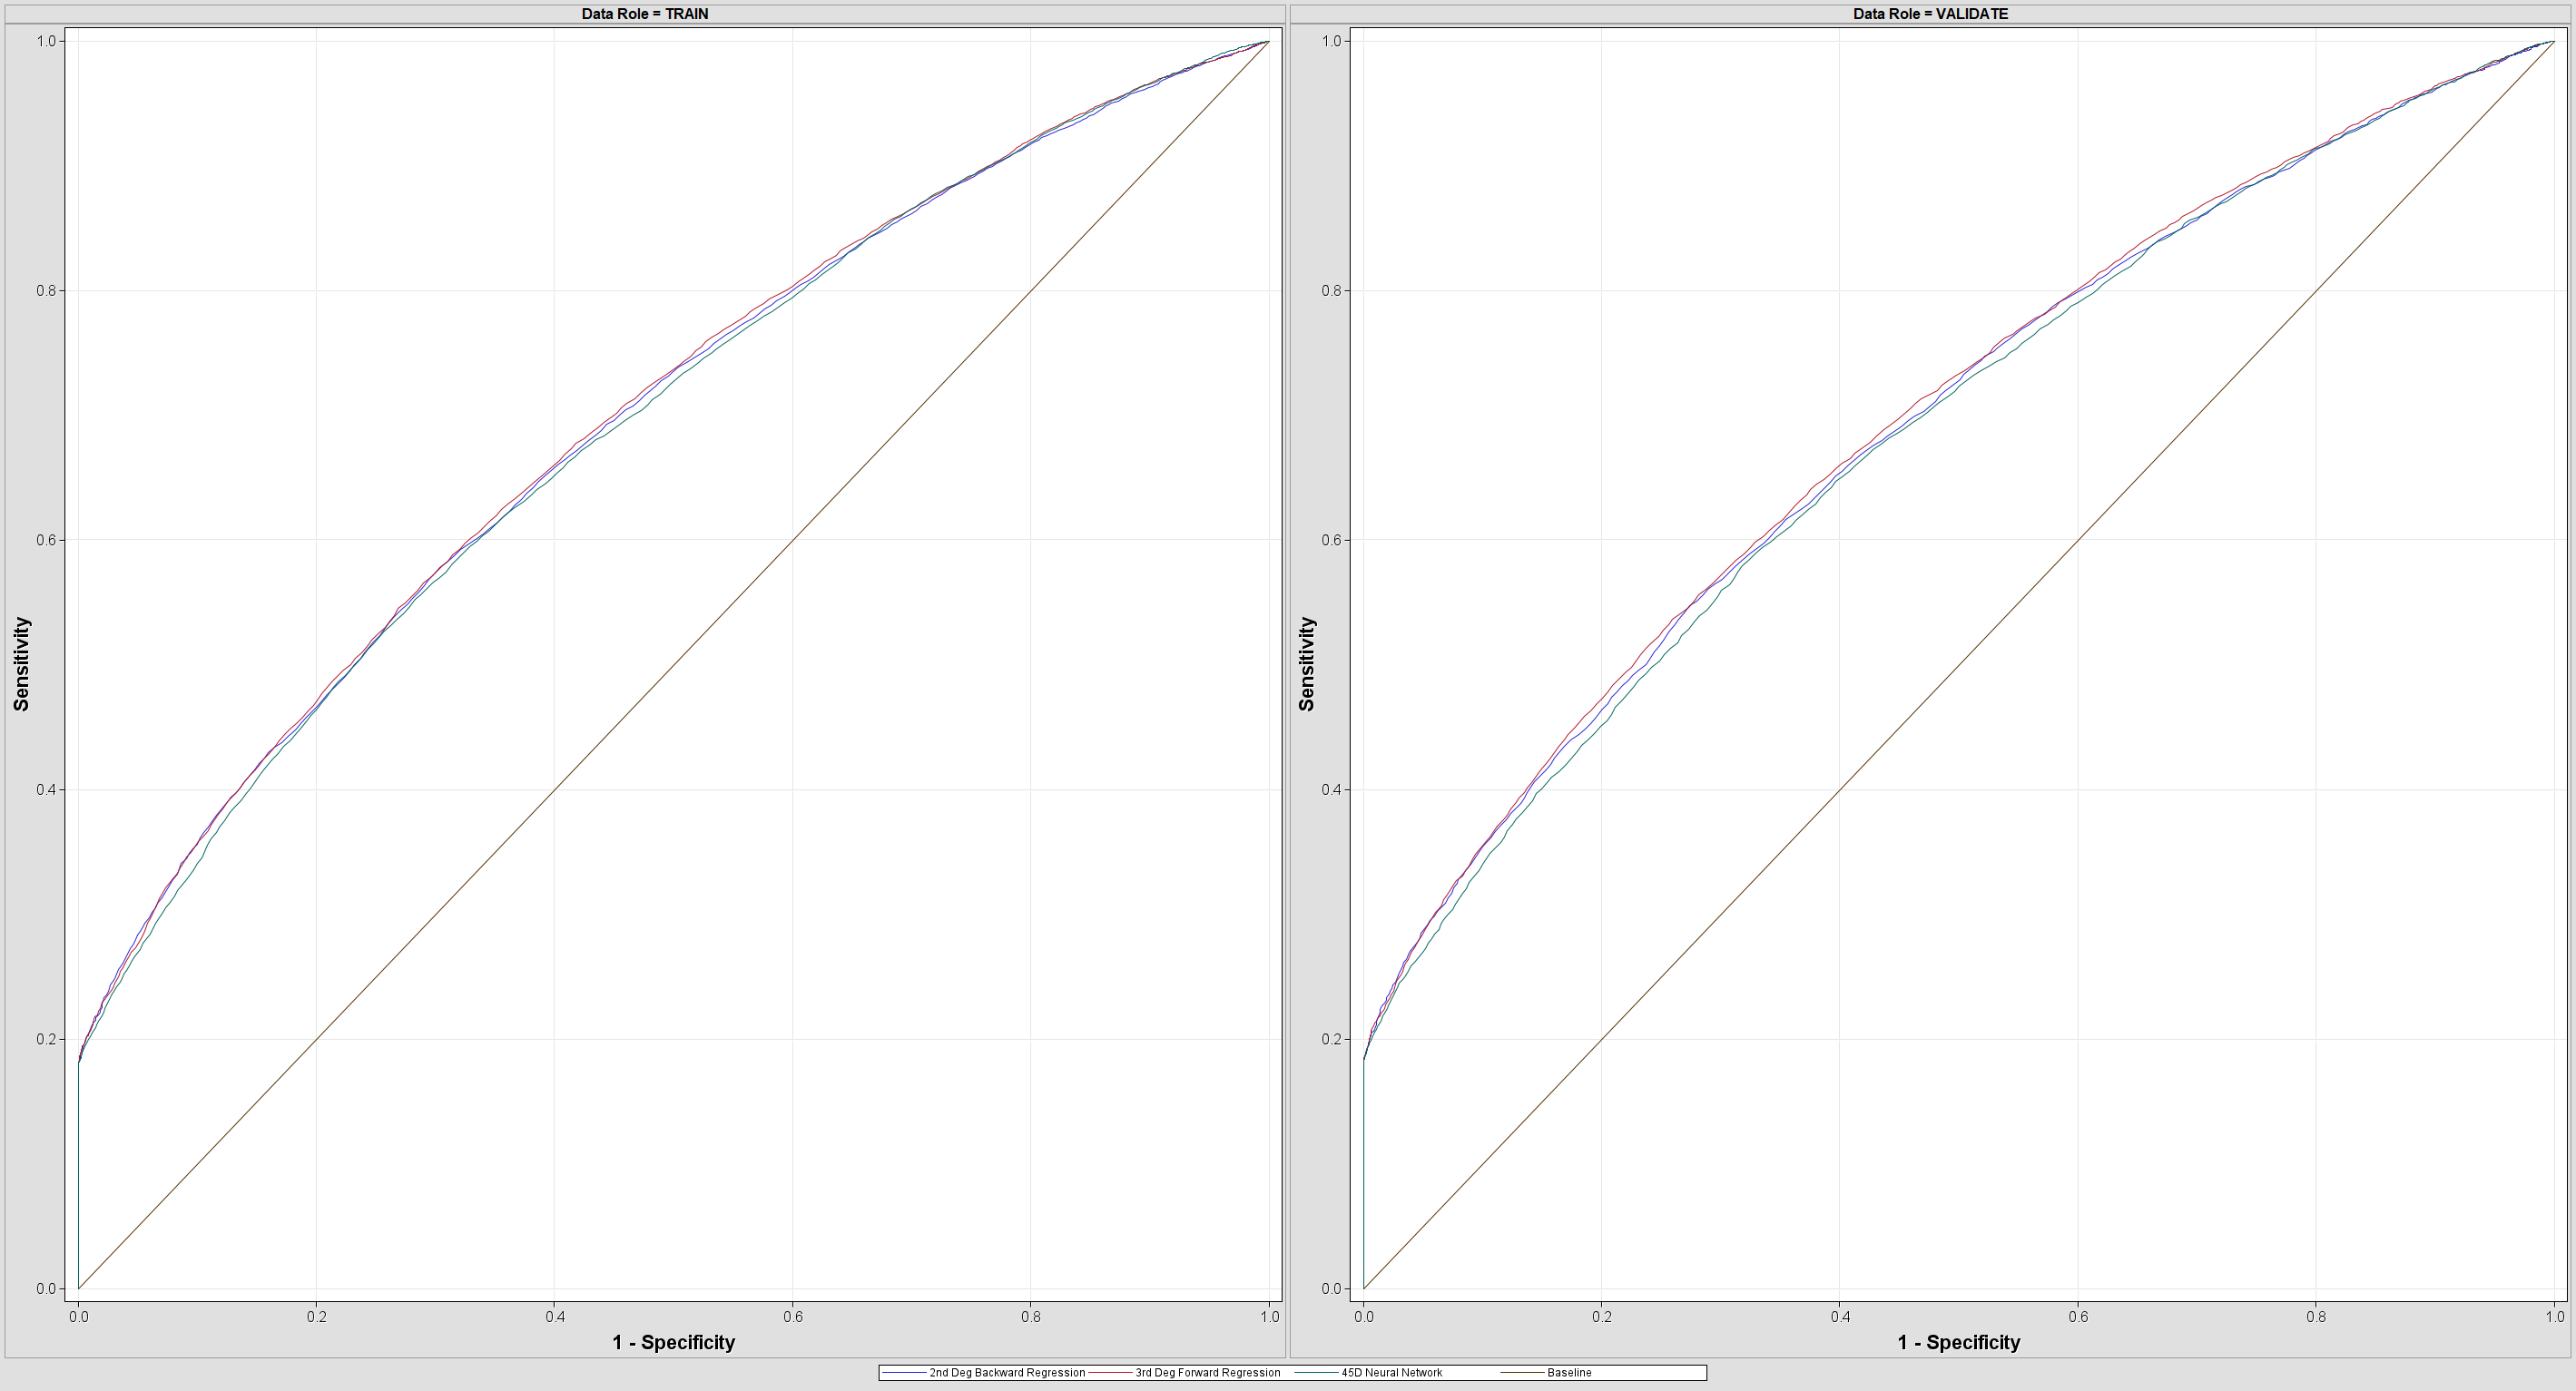 Data Role = TRAIN
1.0
0.8
0.6
0.4
0.2
0.0
Sensitivity
0.0 0.2 0.4 0.6 0.8 1.0
1 - Specificity
Data Role = VALIDATE
1.0
0.8
0.6
0.4
0.2
0.0
Sensitivity
0.0 0.2 0.4 0.6 0.8 1.0
1 - Specificity
2nd Deg Backward Regression 3rd Deg Forward Regression 45D Neural Network Baseline